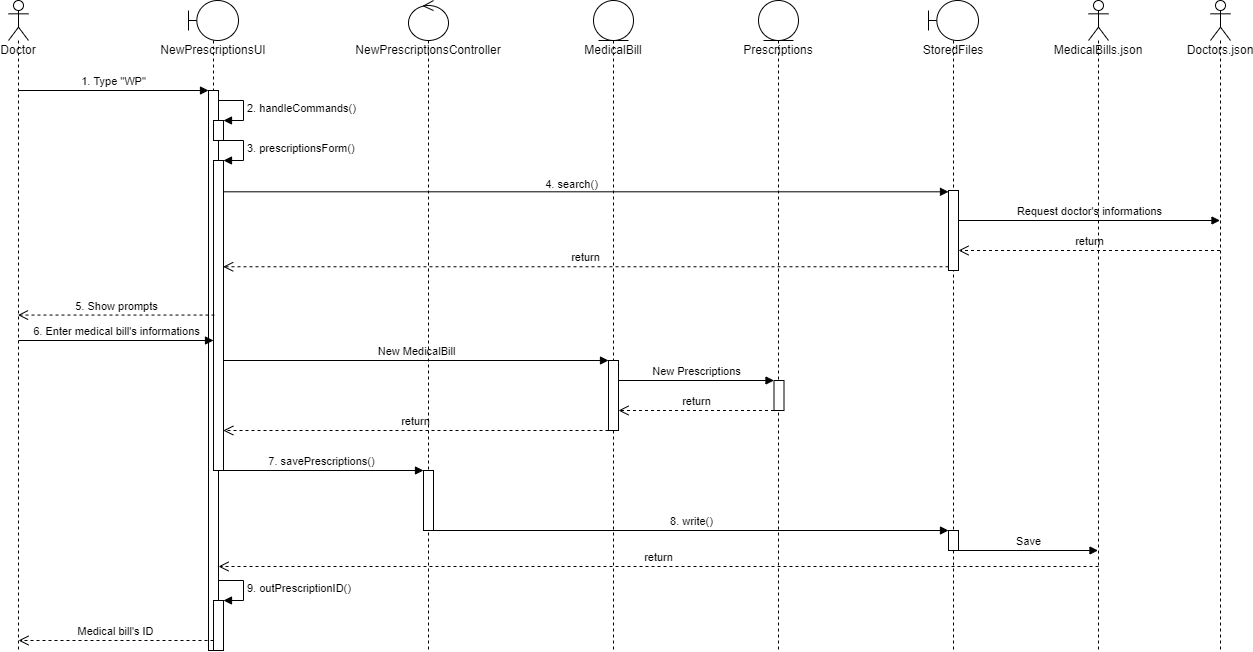 Doctor
NewPrescriptionsUI
NewPrescriptionsController
MedicalBill
Prescriptions
StoredFiles
MedicalBills.json
Doctors.json
1. Type "WP"
2. handleCommands()
3. prescriptionsForm()
4. search()
Request doctor's informations
return
return
5. Show prompts
6. Enter medical bill's informations
New MedicalBill
New Prescriptions
return
return
7. savePrescriptions()
8. write()
Save
return
9. outPrescriptionID()
Medical bill's ID